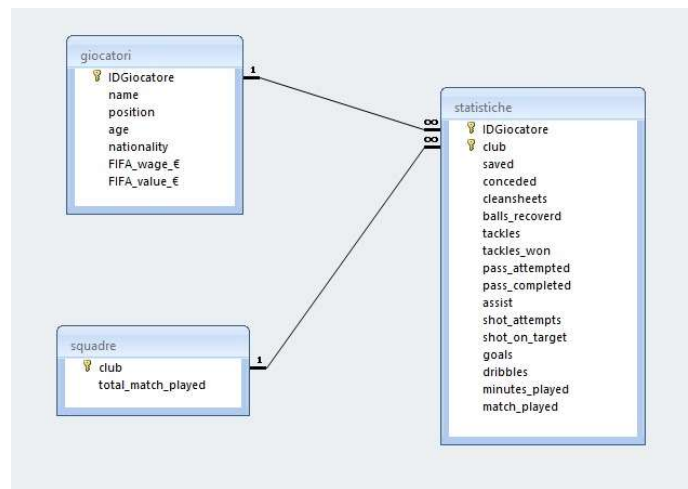 giocatori
IDGiocatore
name
position
age
nationality
FIFA_wage_€
FIFA_value_€
1
squadre
club
total_match_played
1
∞
∞
statistiche
IDGiocatore
club
saved
conceded
cleansheets
balls_recoverd
tackles
tackles_won
pass_attempted
pass_completed
assist
shot_attempts
shot_on_target
goals
dribbles
minutes_played
match_played